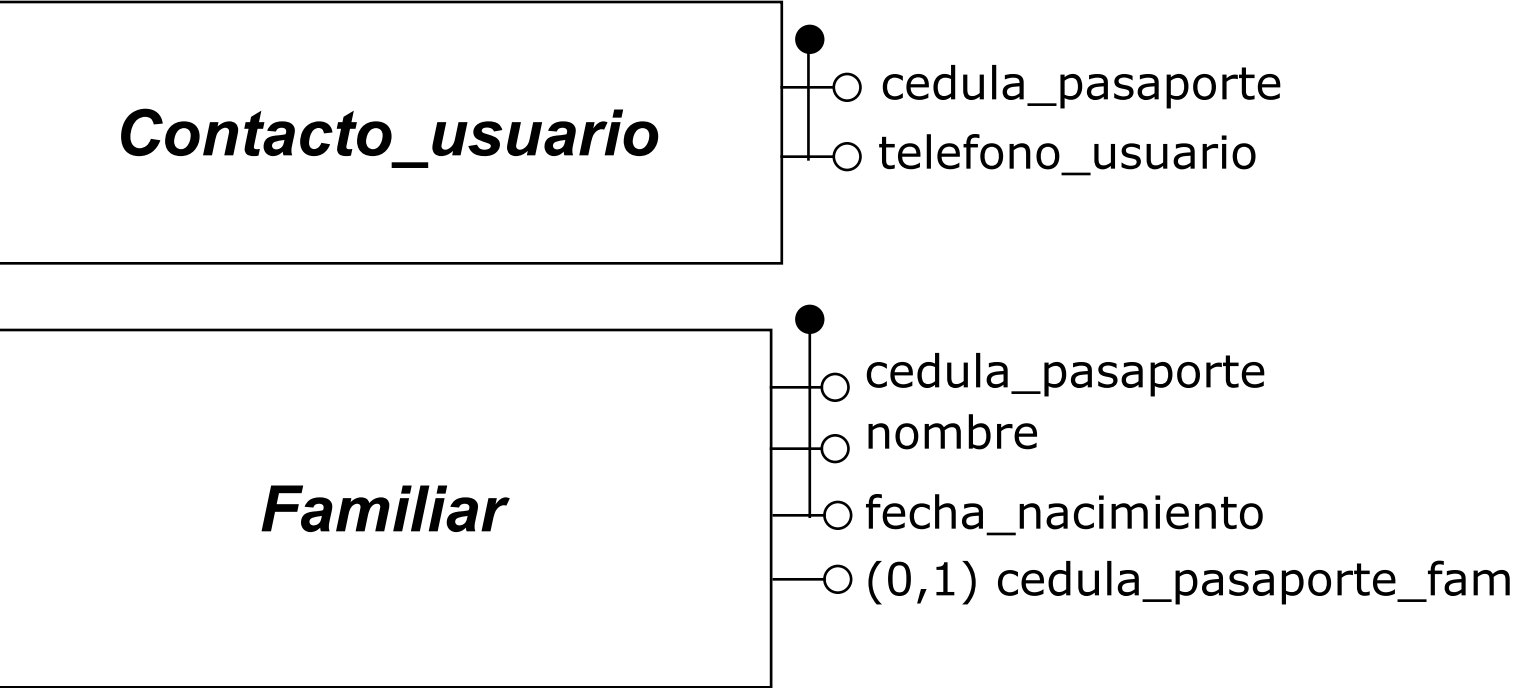 Contacto_usuario
cedula_pasaporte
telefono_usuario
Familiar
cedula_pasaporte
nombre
fecha_nacimiento
(0,1) cedula_pasaporte_fam